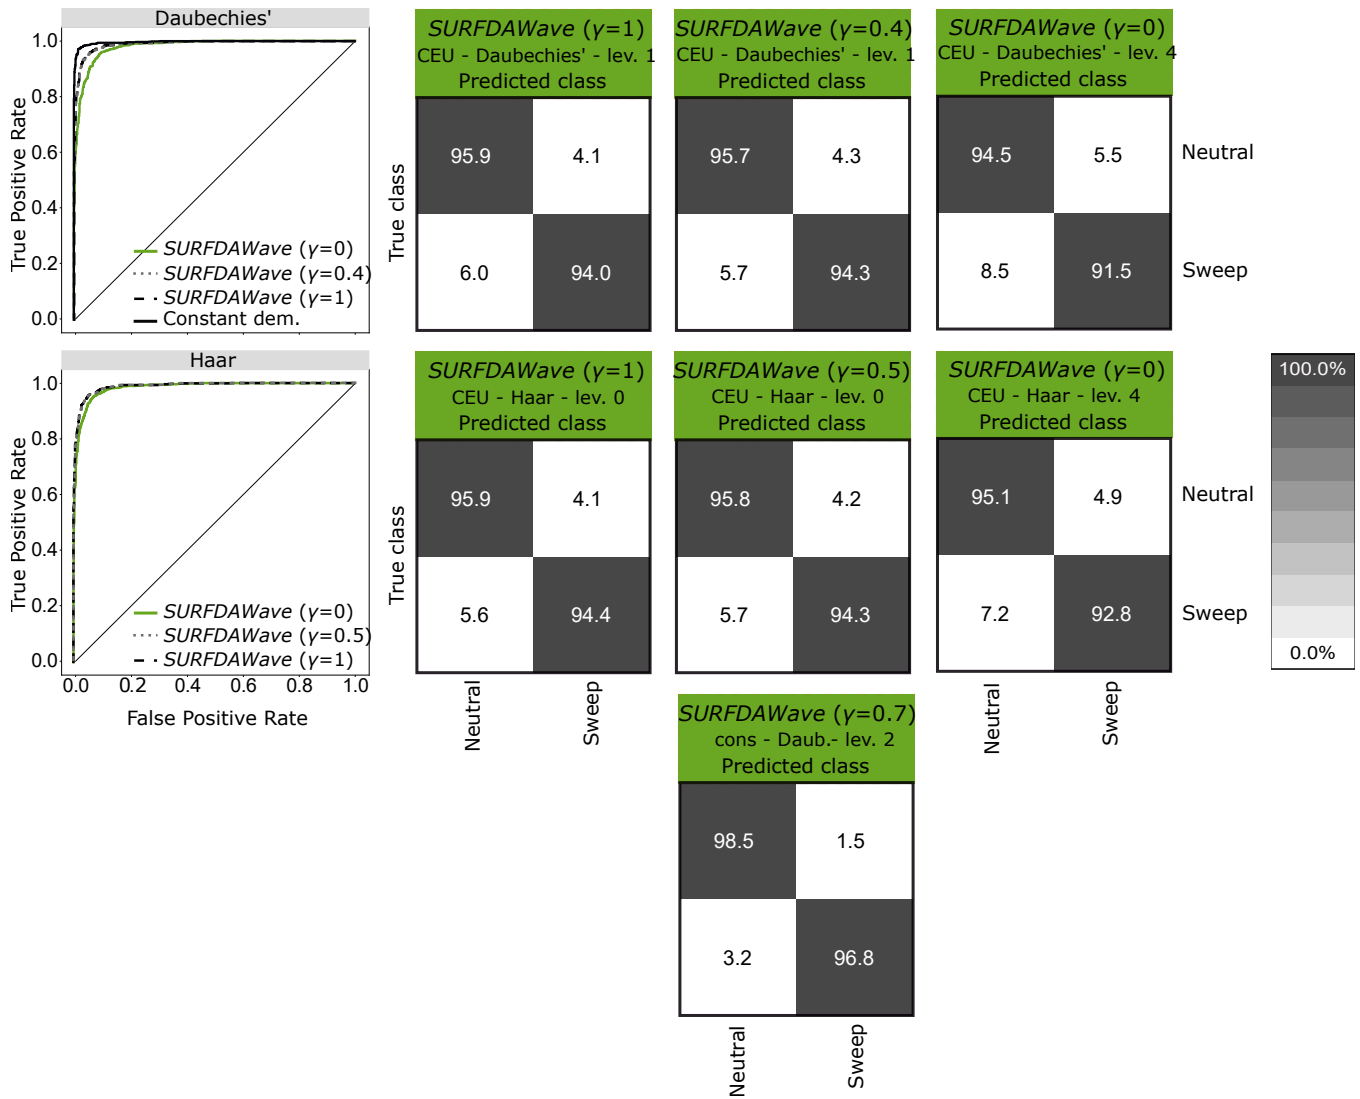 Daubechies'
1.0
0.8
0.6
0.4
0.2
0.0
True Positive Rate
SURFDAWave (γ=0)
SURFDAWave (γ=0.4)
SURFDAWave (γ=1)
Constant dem.
SURFDAWave (γ=1)
CEU - Daubechies' - lev. 1
Predicted class
True class
95.9 4.1
6.0 94.0
SURFDAWave (γ=0.4)
CEU - Daubechies' - lev. 1
Predicted class
95.7 4.3
5.7 94.3
SURFDAWave (γ=0)
CEU - Daubechies' - lev. 4
Predicted class
94.5 5.5
8.5 91.5
Neutral
Sweep
Haar
1.0
0.8
0.6
0.4
0.2
0.0
True Positive Rate
SURFDAWave (γ=0)
SURFDAWave (γ=0.5)
SURFDAWave (γ=1)
0.0 0.2 0.4 0.6 0.8 1.0
False Positive Rate
SURFDAWave (γ=1)
CEU - Haar - lev. 0
Predicted class
True class
95.9 4.1
5.6 94.4
Neutral
Sweep
SURFDAWave (γ=0.5)
CEU - Haar - lev. 0
Predicted class
95.8 4.2
5.7 94.3
SURFDAWave (γ=0)
CEU - Haar - lev. 4
Predicted class
95.1 4.9
7.2 92.8
Neutral
Sweep
Neutral
Sweep
100.0%
0.0%
SURFDAWave (γ=0.7)
cons - Daub.- lev. 2
Predicted class
98.5 1.5
3.2 96.8
Neutral
Sweep